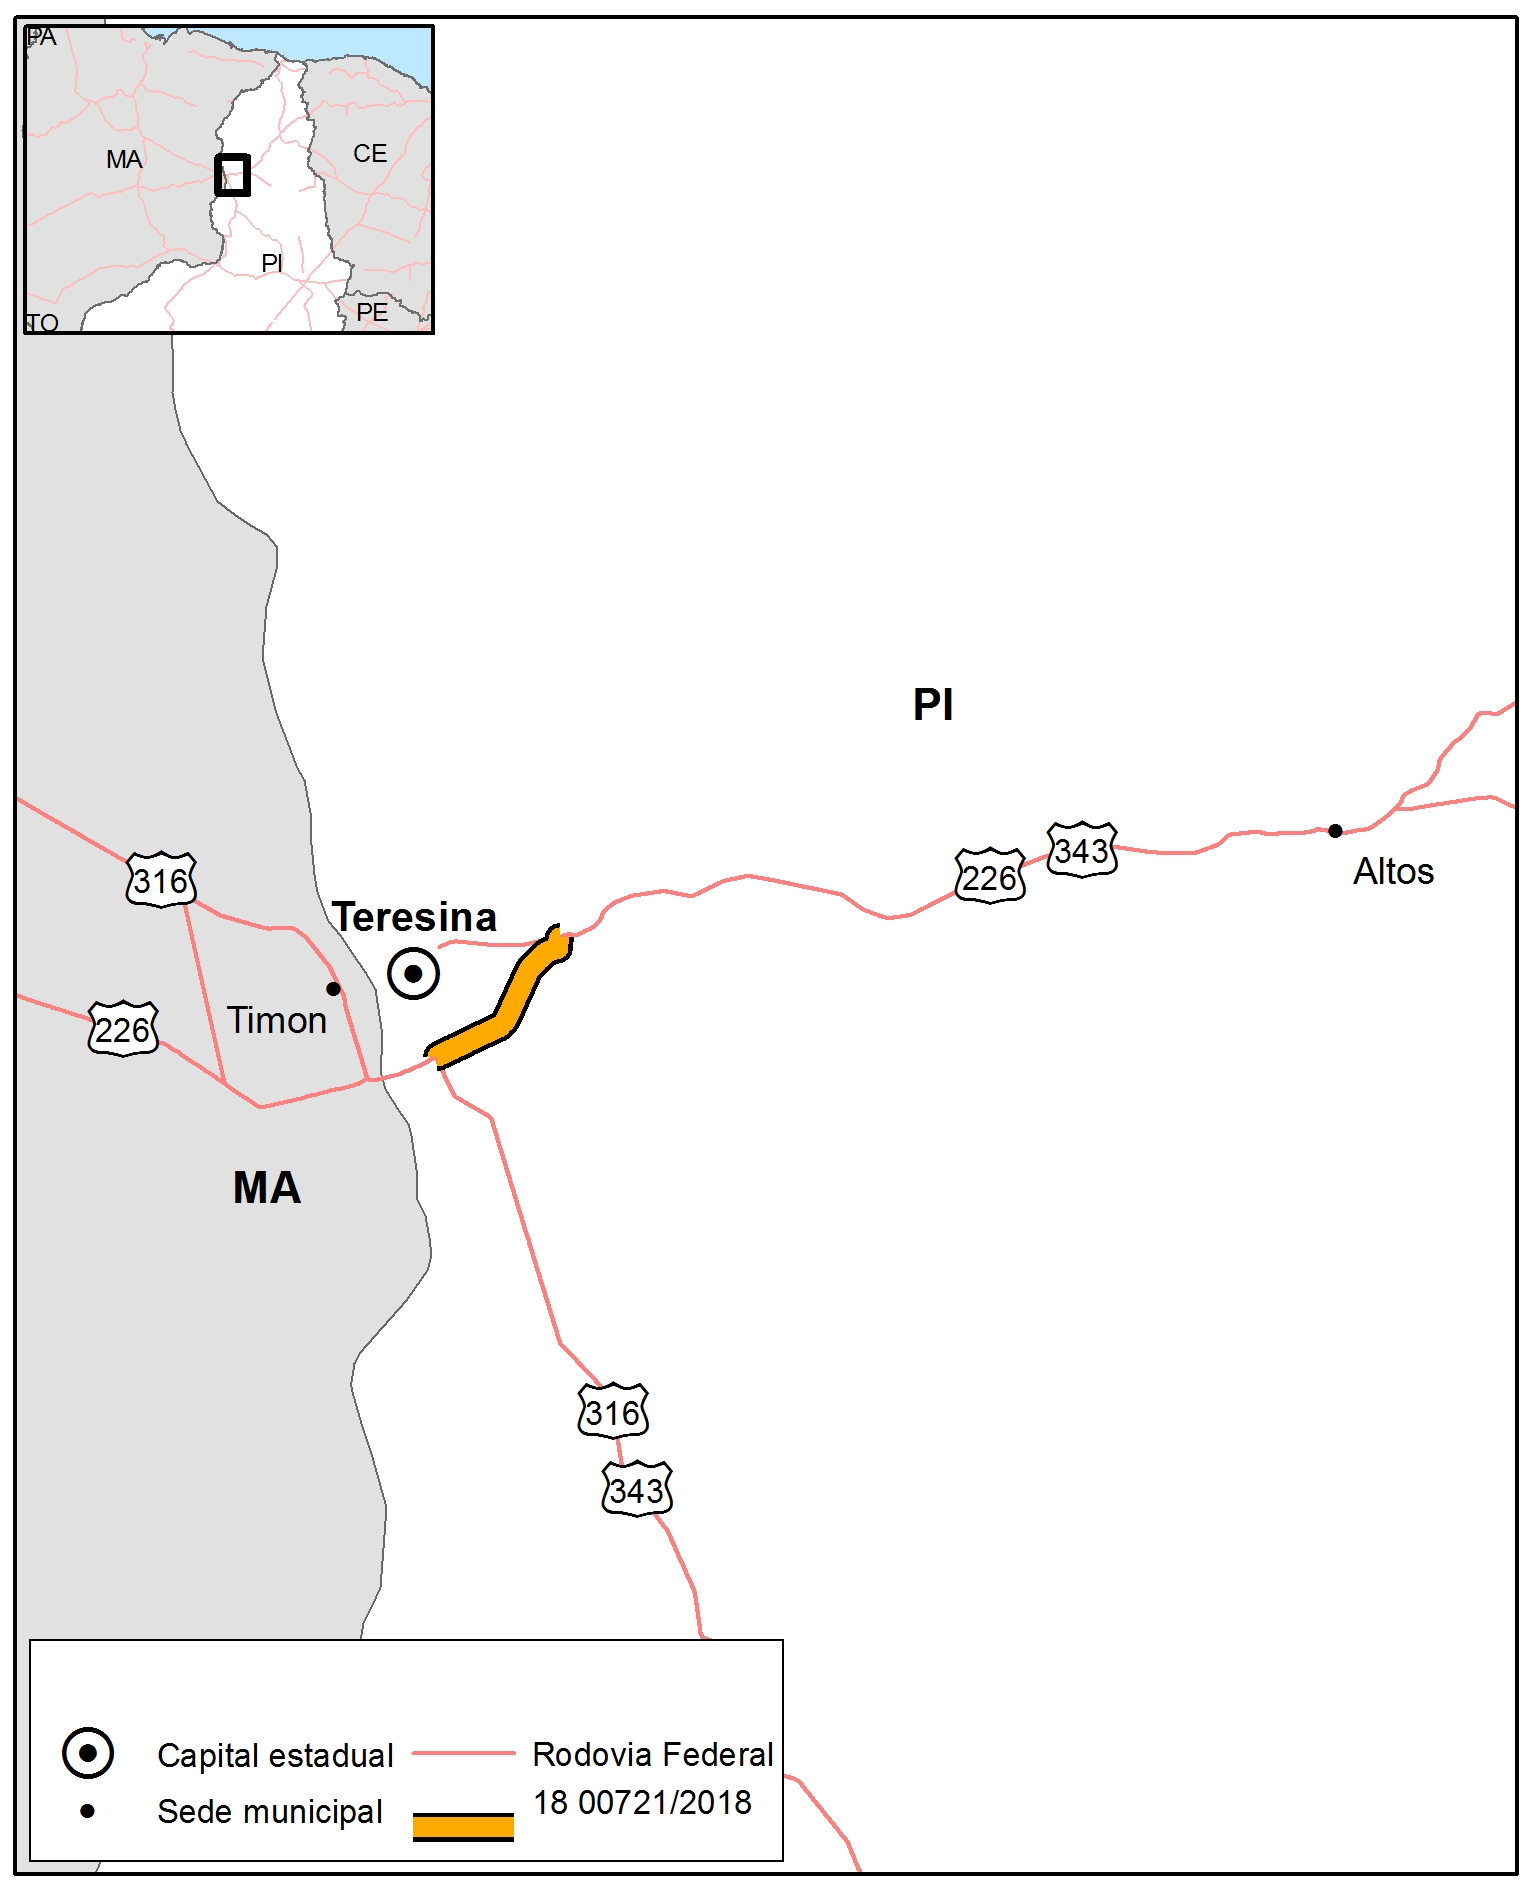 PA
MA
CE
PI
PE
TO
PI
343
226
Altos
316
Teresina
226
Timon
MA
316
343
Capital estadual
Rodovia Federal
Sede municipal
18 00721/2018